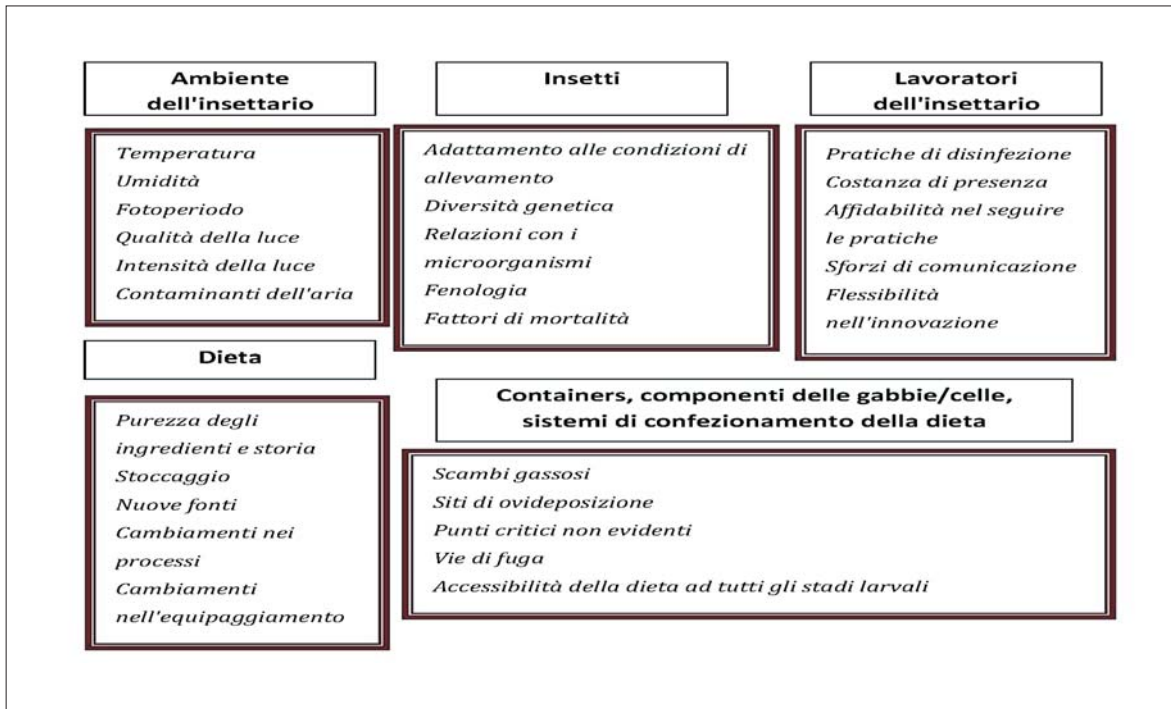 Ambiente
dell'insettario
Temperatura
Umidità
Fotoperiodo
Qualità della luce
Intensità della luce
Contaminanti dell'aria
Insetti
Adattamento alle condizioni di
allevamento
Diversità genetica
Relazioni con i
microorganismi
Fenologia
Fattori di mortalità
Lavoratori
dell'insettario
Pratiche di disinfezione
Costanza di presenza
Affidabilità nel seguire
le pratiche
Sforzi di comunicazione
Flessibilità
nell'innovazione
Dieta
Purezza degli
ingredienti e storia
Stoccaggio
Nuove fonti
Cambiamenti nei
processi
Cambiamenti
nell'equipaggiamento
Containers, componenti delle gabbie/celle,
sistemi di confezionamento della dieta
Scambi gassosi
Siti di ovideposizione
Punti critici non evidenti
Vie di fuga
Accessibilità della dieta ad tutti gli stadi larvali